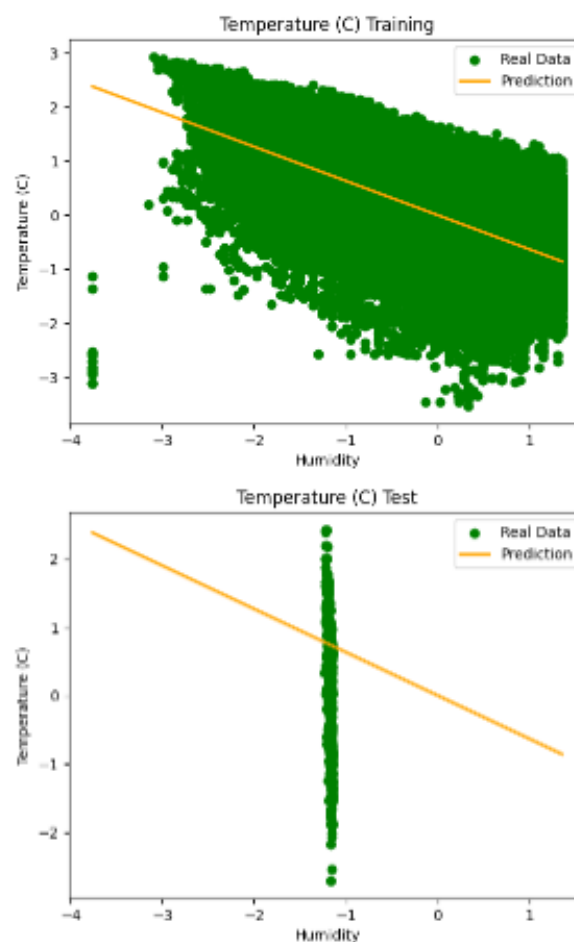 Temperature (C) Training
Real Data
Prediction
3
2
1
0
−1
−2
−3
Temperature (C)
−4 −3 −2 −1 0 1
Humidity
Temperature (C) Test
Real Data
Prediction
2
1
0
−1
−2
Temperature (C)
−4 −3 −2 −1 0 1
Humidity